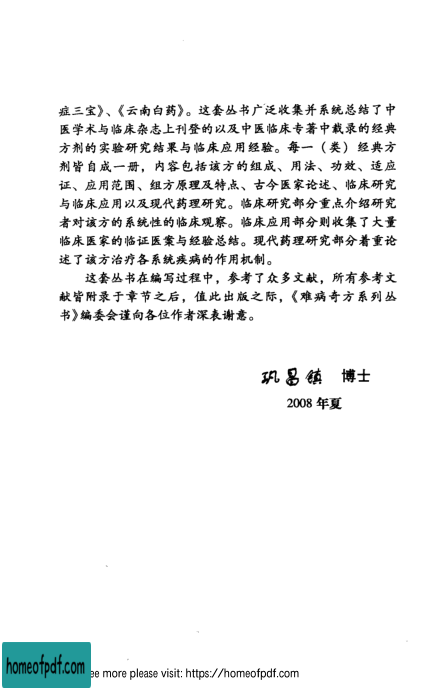 症三宝》、《云南白药》。这套丛书广泛收集并系统总结了中
医学术与临床杂志上刊登的以及中医临床专著中载录的经典
方剂的实验研究结果与临床应用经验。每一（类）经典方
剂皆自成一册，内容包括该方的组成、用法、功效、适应
证、应用范围、组方原理及特点、古今医家论述、临床研究
与临床应用以及现代药理研究。临床研究部分重点介绍研究
者对该方的系统性的临床观察。临床应用部分则收集了大量
临床医家的临证医案与经验总结。现代药理研究部分着重论
述了该方治疗各系统疾病的作用机制。
这套丛书在编写过程中，参考了众多文献，所有参考文
献皆附录于章节之后，值此出版之际，《难病奇方系列丛
书》编委会谨向各位作者深表谢意。
巩昌镇 博士
2008 年夏
homeofpdf.com
ee more please visit: https://homeofpdf.com